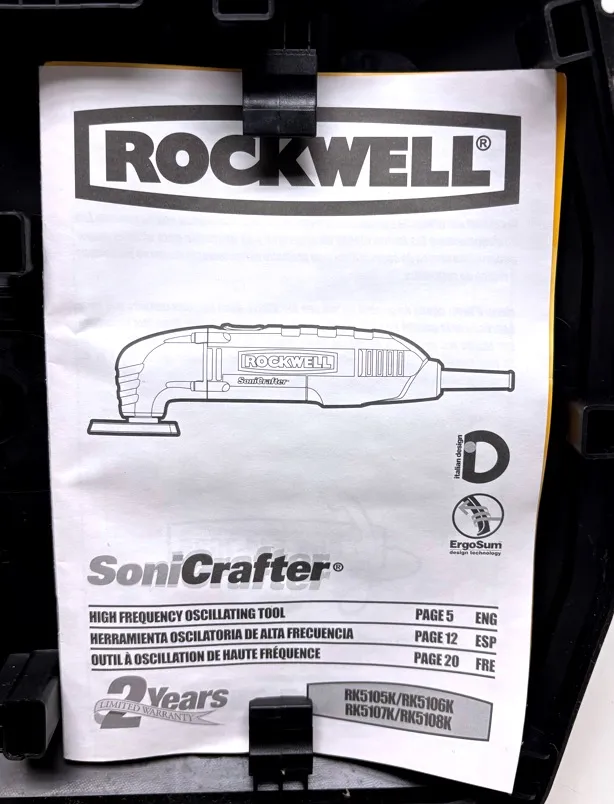 ROCKWELL®
ROCKWELL
SoniCrafter
italian design
D
ErgoSum™
design technology
SoniCrafter®
HIGH FREQUENCY OSCILLATING TOOL PAGE 5 ENG
HERRAMIENTA OSCILATORIA DE ALTA FRECUENCIA PAGE 12 ESP
OUTIL À OSCILLATION DE HAUTE FRÉQUENCE PAGE 20 FRE
2 Years
LIMITED WARRANTY
RK5105K/RK5106K
RK5107K/RK5108K